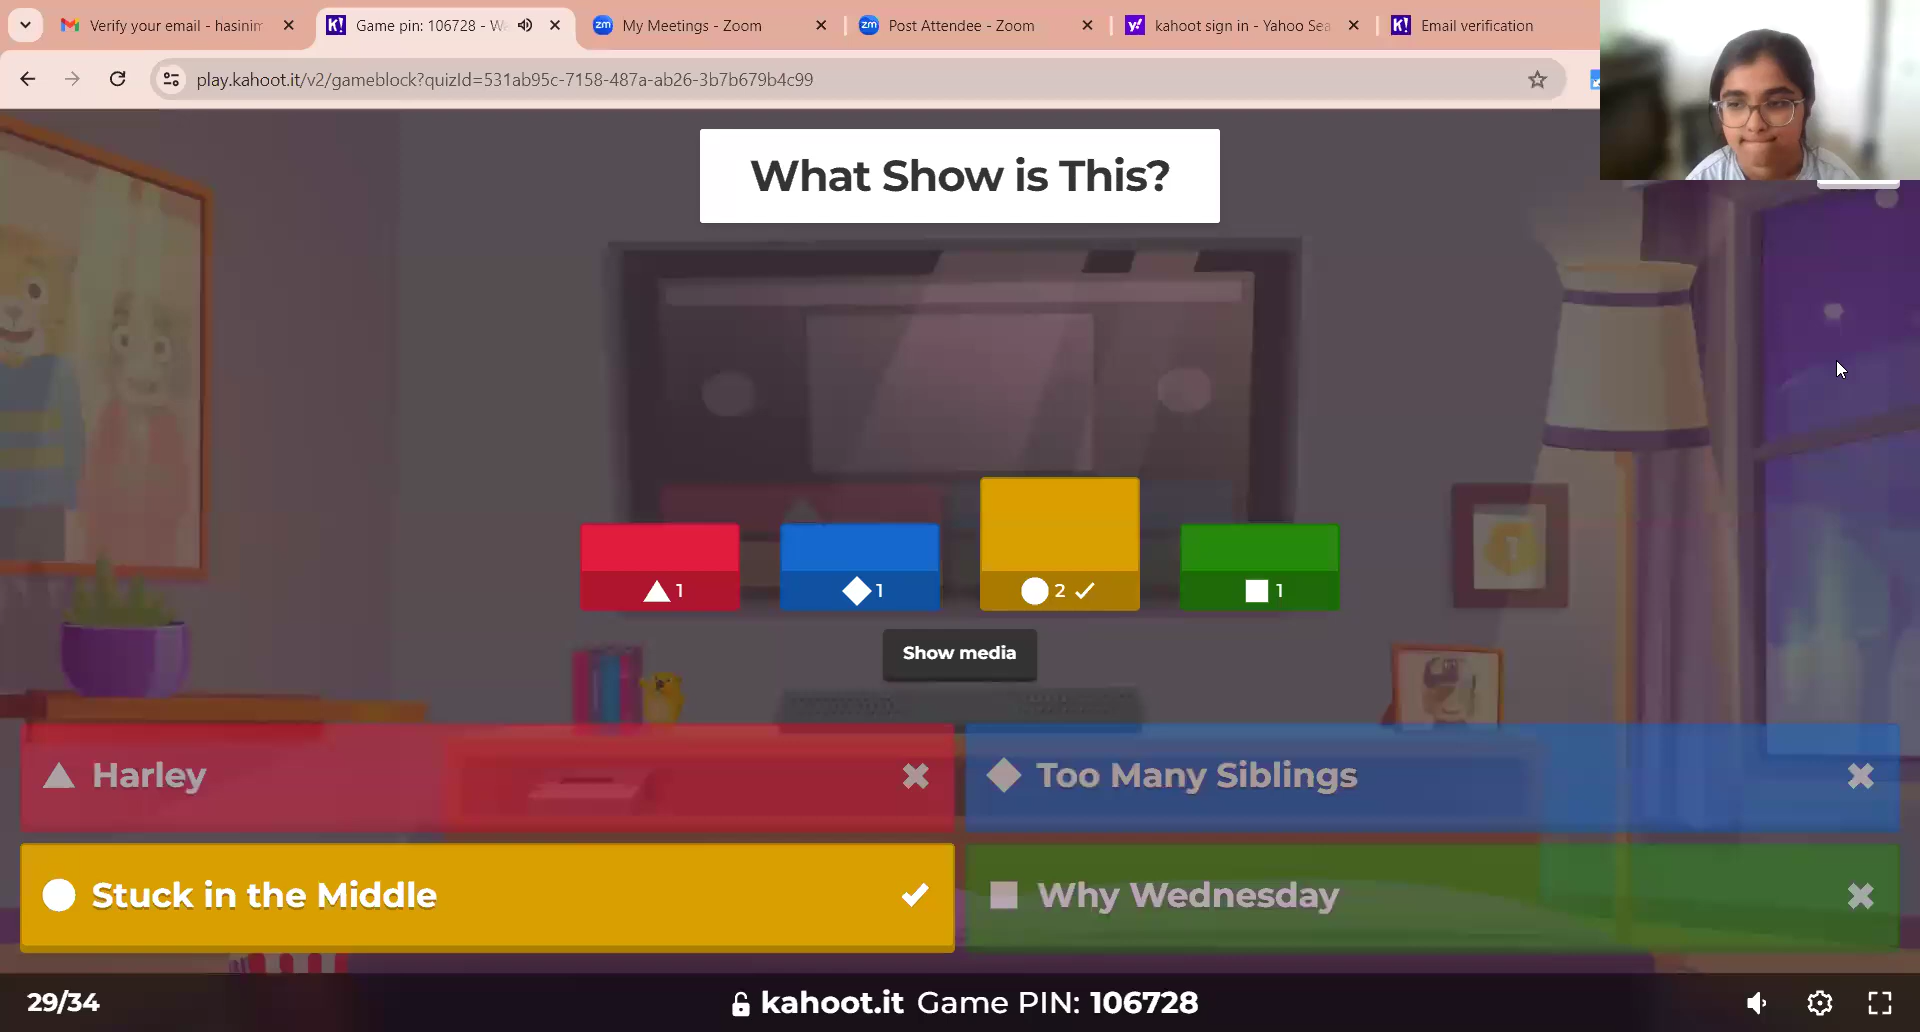 Verify your email - hasinim
Game pin: 106728 - Wa
zm My Meetings - Zoom
zm Post Attendee - Zoom
y! kahoot sign in - Yahoo Sea
K! Email verification
play.kahoot.it/v2/gameblock?quizId=531ab95c-7158-487a-ab26-3b7b679b4c99
What Show is This?
1
1
2
1
Show media
Harley
Too Many Siblings
Stuck in the Middle
Why Wednesday
29/34
kahoot.it Game PIN: 106728